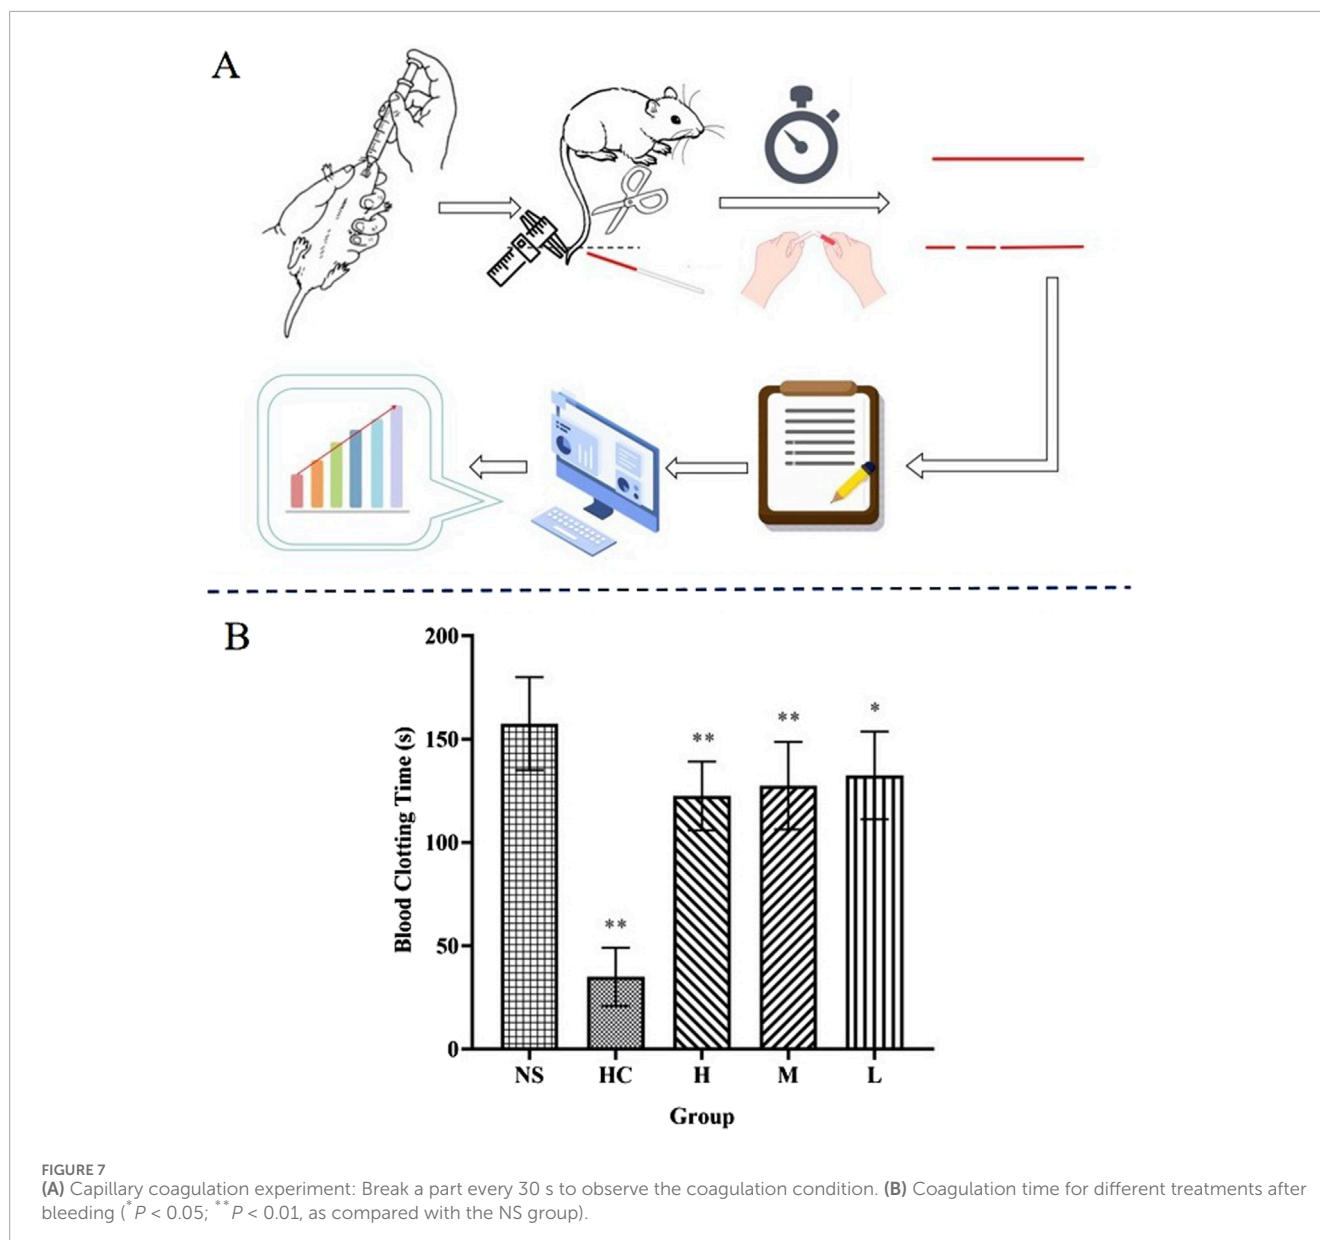 A
B
200
150
100
50
0
Blood Clotting Time (s)
**
**
**
*
NS HC H M L
Group
FIGURE 7
(A) Capillary coagulation experiment: Break a part every 30 s to observe the coagulation condition. (B) Coagulation time for different treatments after
bleeding (*P < 0.05; **P < 0.01, as compared with the NS group).